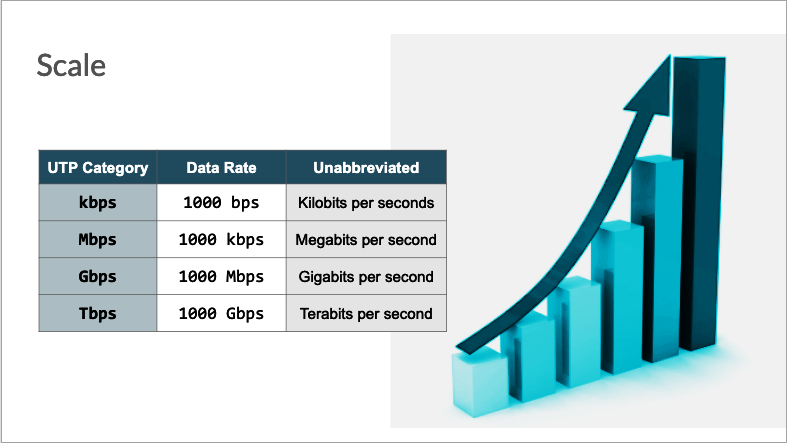 Scale
UTP Category Data Rate Unabbreviated
kbps 1000 bps Kilobits per seconds
Mbps 1000 kbps Megabits per second
Gbps 1000 Mbps Gigabits per second
Tbps 1000 Gbps Terabits per second